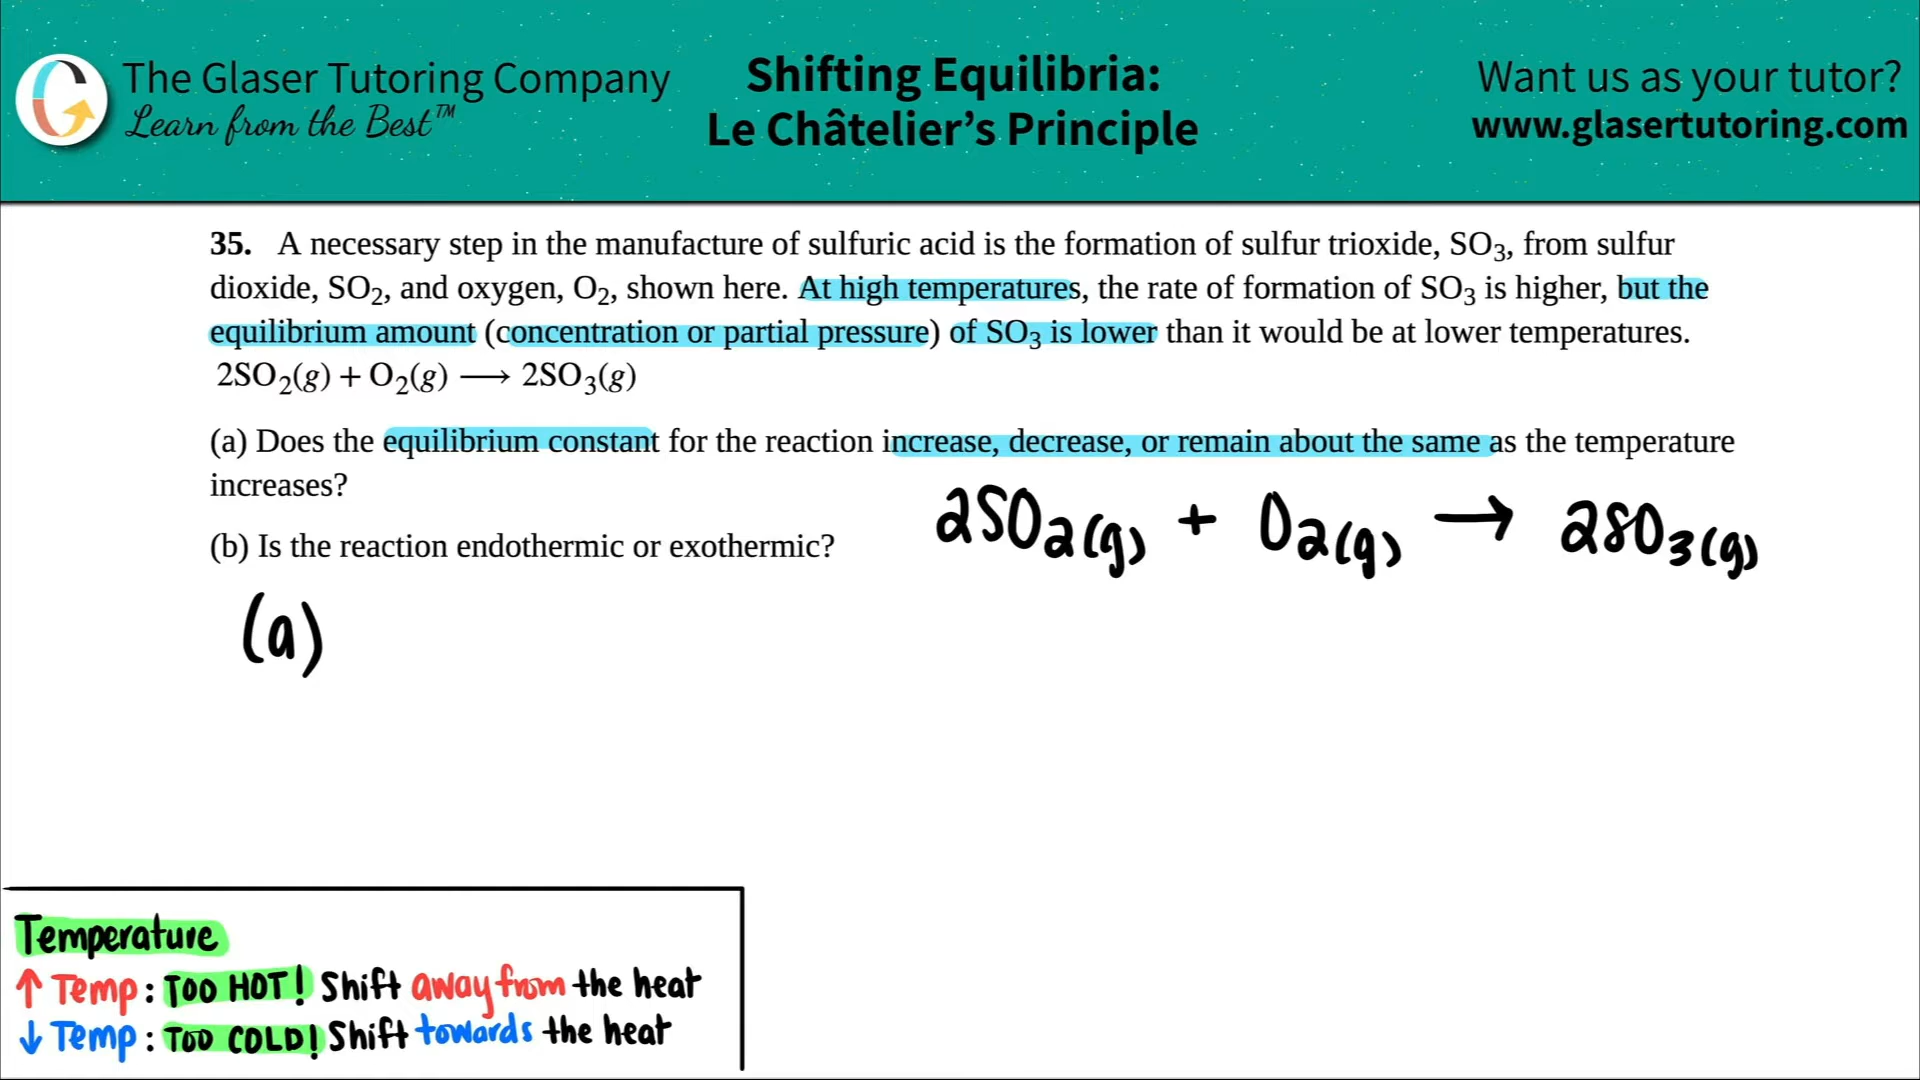 The Glaser Tutoring Company
Learn from the Best™
Shifting Equilibria:
Le Châtelier’s Principle
Want us as your tutor?
www.glasertutoring.com
35. A necessary step in the manufacture of sulfuric acid is the formation of sulfur trioxide, SO₃, from sulfur
dioxide, SO₂, and oxygen, O₂, shown here. At high temperatures, the rate of formation of SO₃ is higher, but the
equilibrium amount (concentration or partial pressure) of SO₃ is lower than it would be at lower temperatures.
2SO₂(g) + O₂(g) ⟶ 2SO₃(g)
(a) Does the equilibrium constant for the reaction increase, decrease, or remain about the same as the temperature
increases?
(b) Is the reaction endothermic or exothermic?
2SO₂(g) + O₂(g) → 2SO₃(g)
(a)
Temperature
↑ Temp: TOO HOT! Shift away from the heat
↓ Temp: TOO COLD! Shift towards the heat